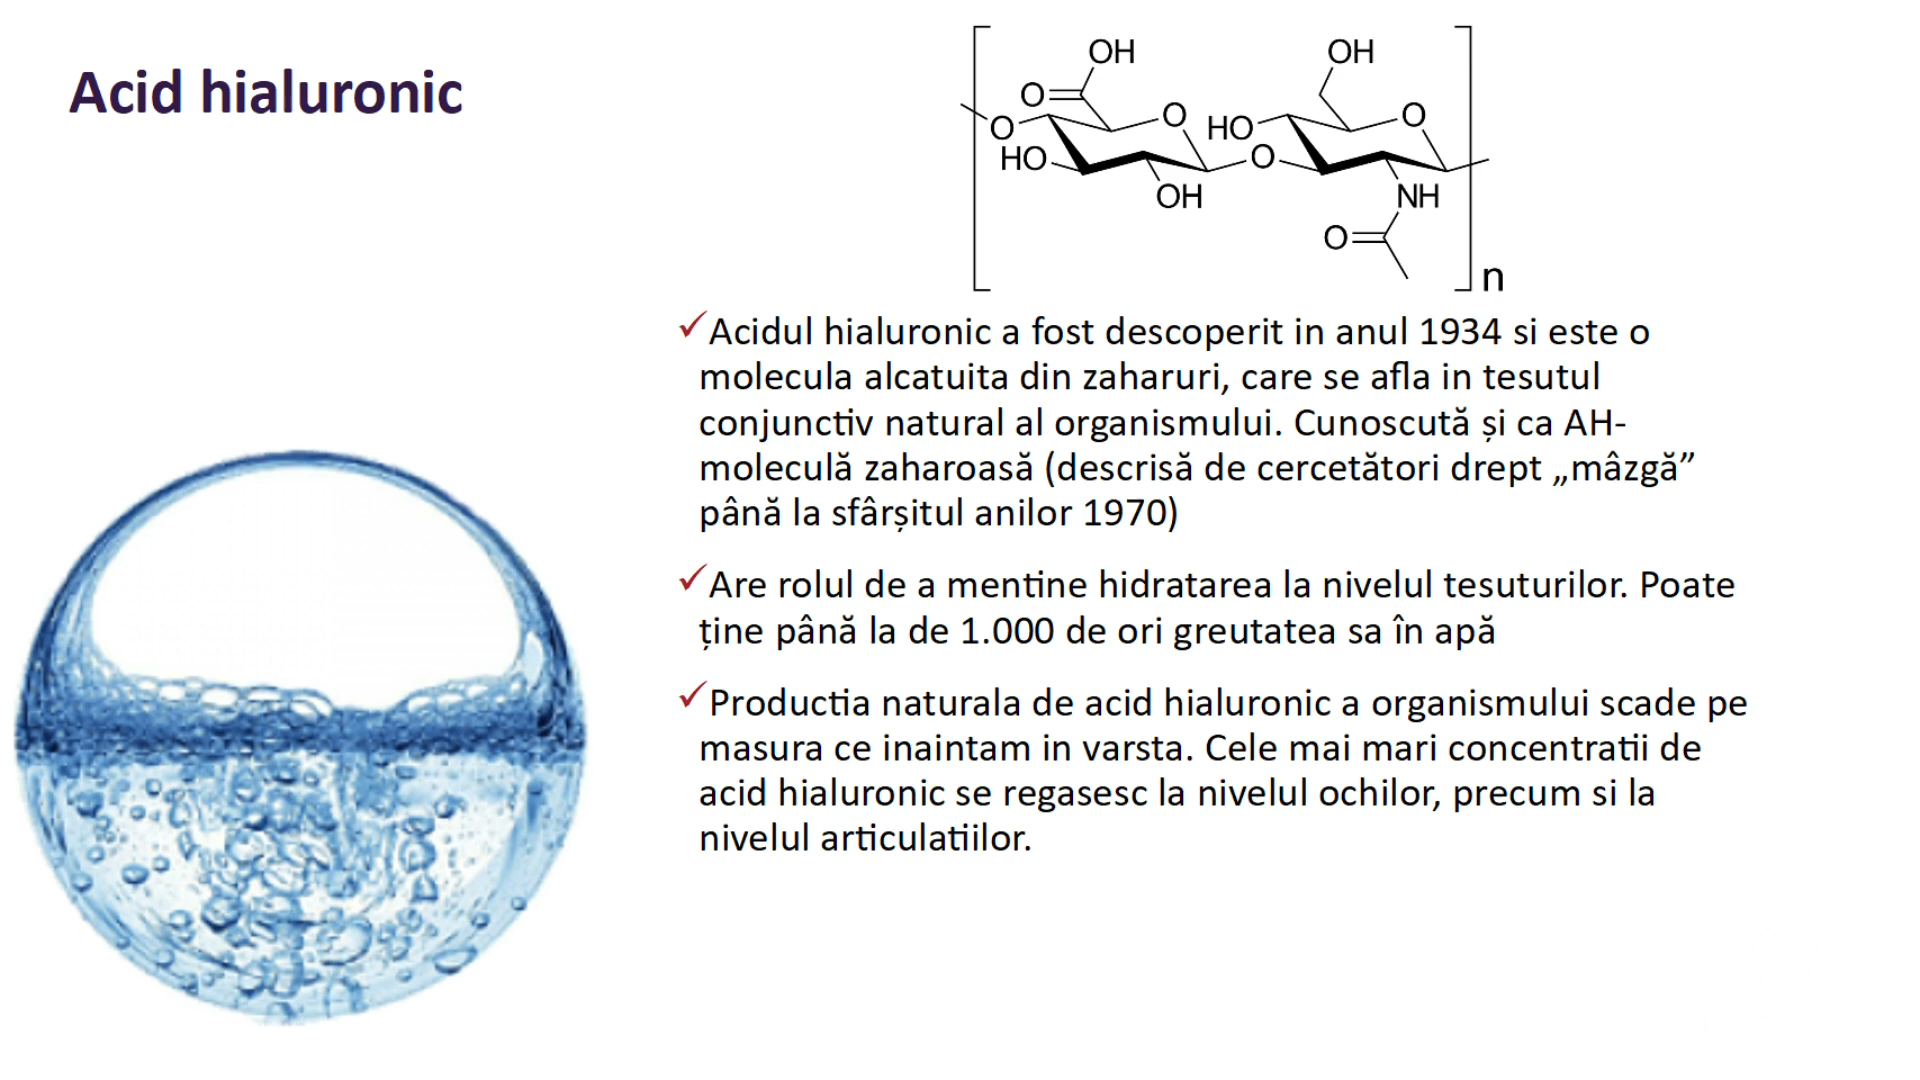 Acid hialuronic
OH
OH
O
O
O
O
HO
HO
O
OH
NH
O
n
✓Acidul hialuronic a fost descoperit in anul 1934 si este o
molecula alcatuita din zaharuri, care se afla in tesutul
conjunctiv natural al organismului. Cunoscută și ca AH-
moleculă zaharoasă (descrisă de cercetători drept „mâzgă”
până la sfârșitul anilor 1970)
✓Are rolul de a mentine hidratarea la nivelul tesuturilor. Poate
ține până la de 1.000 de ori greutatea sa în apă
✓Productia naturala de acid hialuronic a organismului scade pe
masura ce inaintam in varsta. Cele mai mari concentratii de
acid hialuronic se regasesc la nivelul ochilor, precum si la
nivelul articulatiilor.